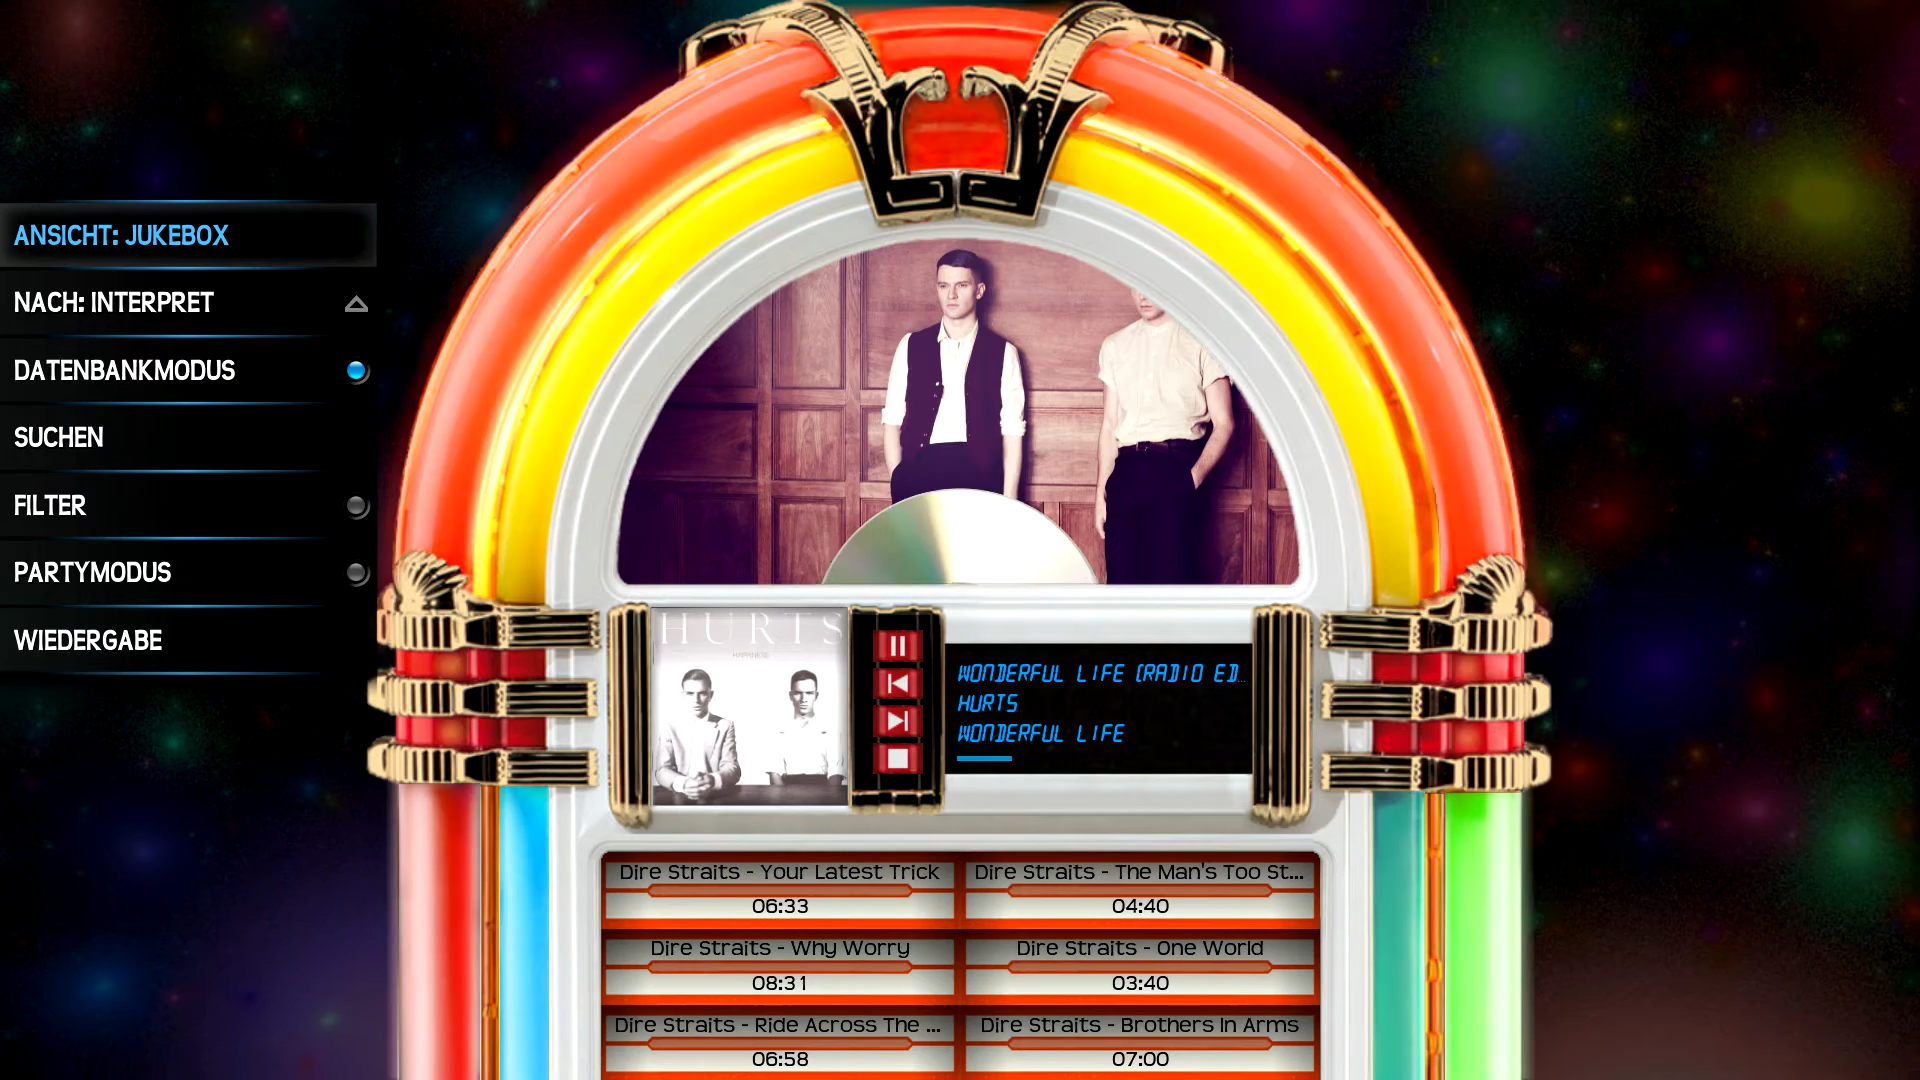 ANSICHT: JUKEBOX
NACH: INTERPRET
DATENBANKMODUS
SUCHEN
FILTER
PARTYMODUS
WIEDERGABE
HURTS
HAPPINESS
WONDERFUL LIFE (RADIO ED...
HURTS
WONDERFUL LIFE
Dire Straits - Your Latest Trick
06:33
Dire Straits - The Man's Too St...
04:40
Dire Straits - Why Worry
08:31
Dire Straits - One World
03:40
Dire Straits - Ride Across The ...
06:58
Dire Straits - Brothers In Arms
07:00